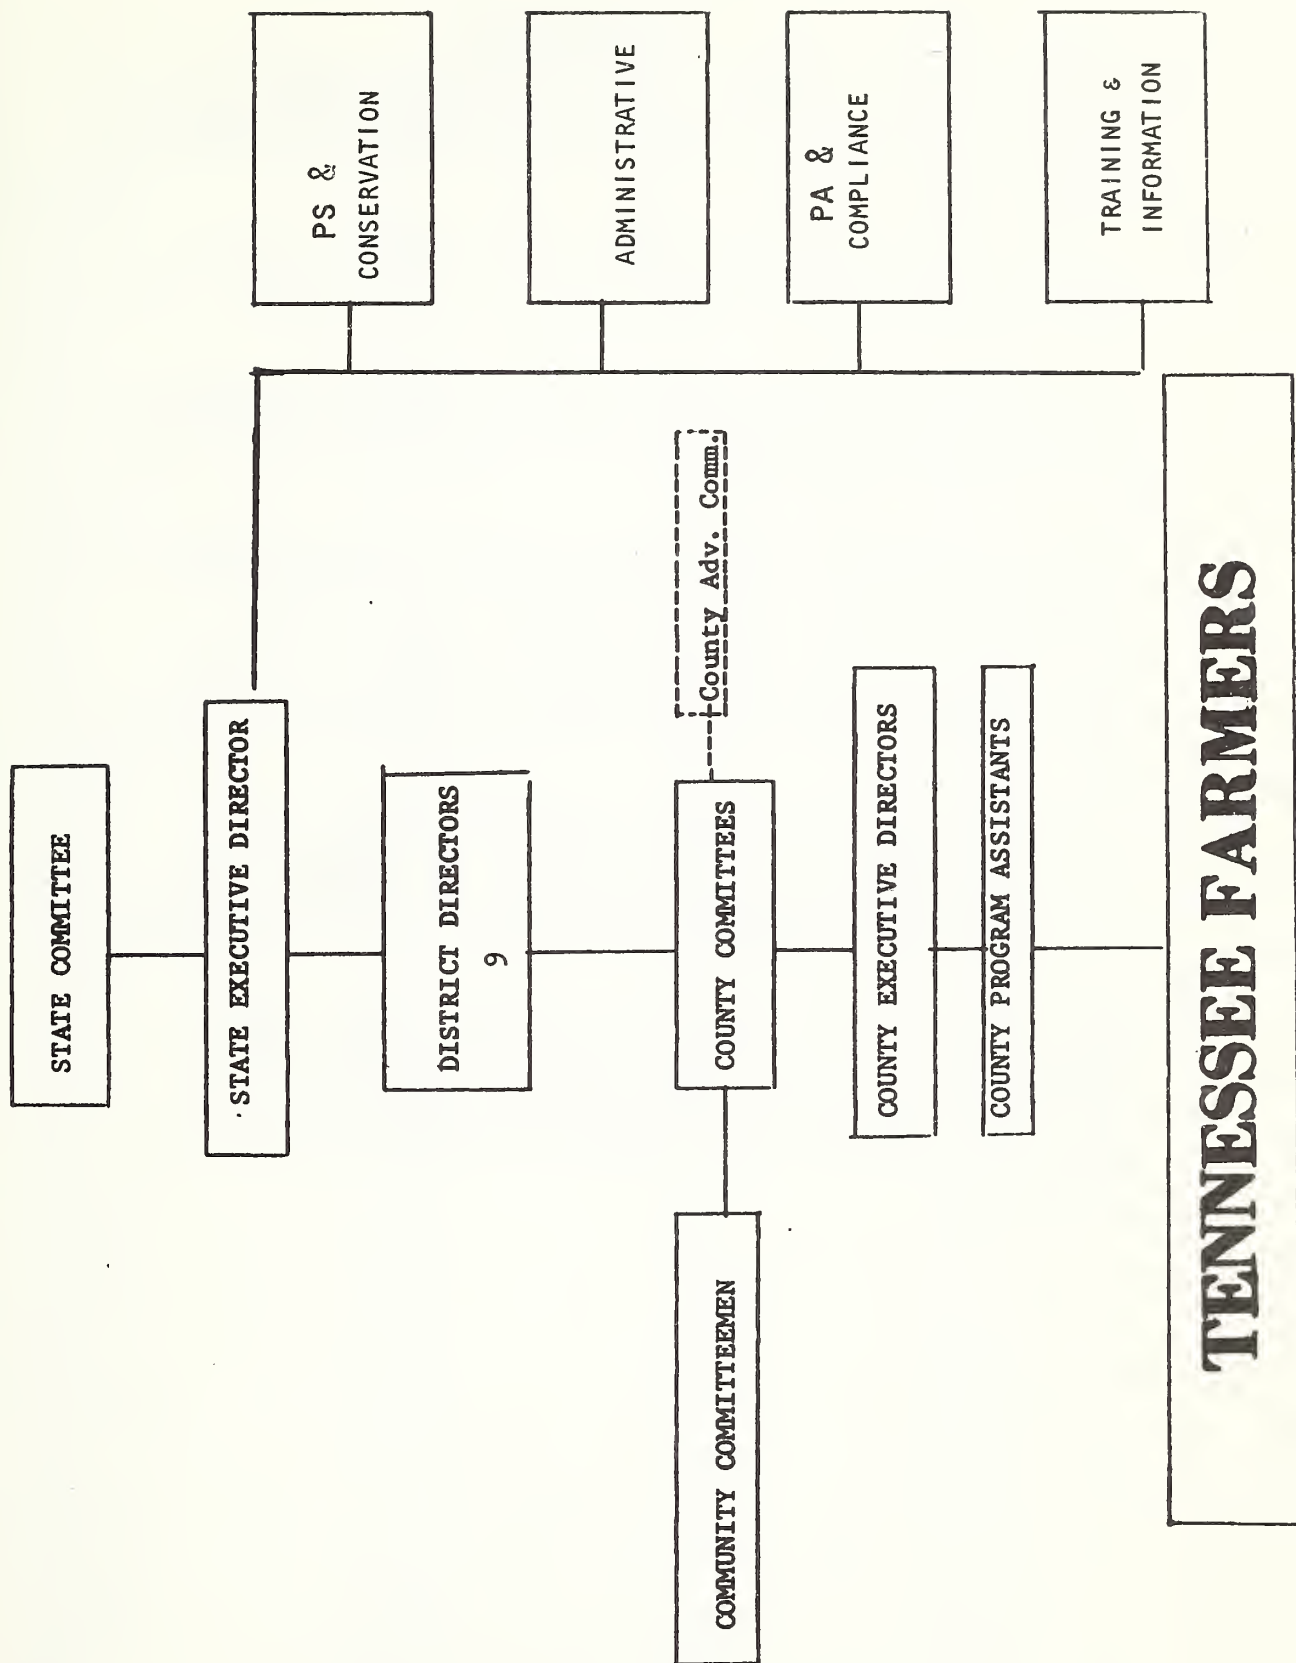 STATE COMMITTEE
STATE EXECUTIVE DIRECTOR
PS &
CONSERVATION
DISTRICT DIRECTORS
9
ADMINISTRATIVE
COMMUNITY COMMITTEEMEN
COUNTY COMMITTEES
County Adv. Comm.
PA &
COMPLIANCE
COUNTY EXECUTIVE DIRECTORS
COUNTY PROGRAM ASSISTANTS
TRAINING &
INFORMATION
TENNESSEE FARMERS